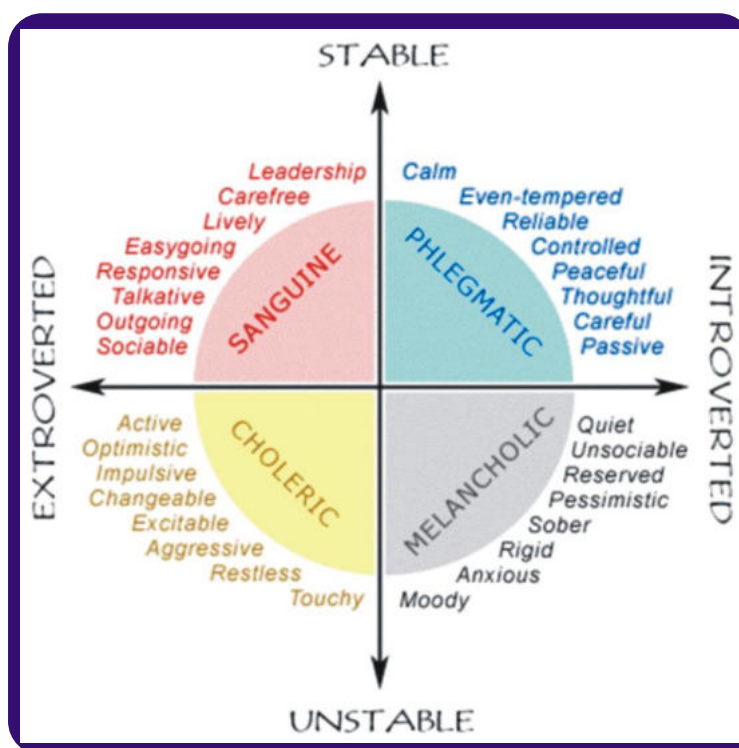 STABLE
Leadership
Carefree
Lively
Easygoing
Responsive
Talkative
Outgoing
Sociable
SANGUINE
Calm
Even-tempered
Reliable
Controlled
Peaceful
Thoughtful
Careful
Passive
PHLEGMATIC
EXTROVERTED
INTROVERTED
Active
Optimistic
Impulsive
Changeable
Excitable
Aggressive
Restless
Touchy
CHOLERIC
Quiet
Unsociable
Reserved
Pessimistic
Sober
Rigid
Anxious
Moody
MELANCHOLIC
UNSTABLE